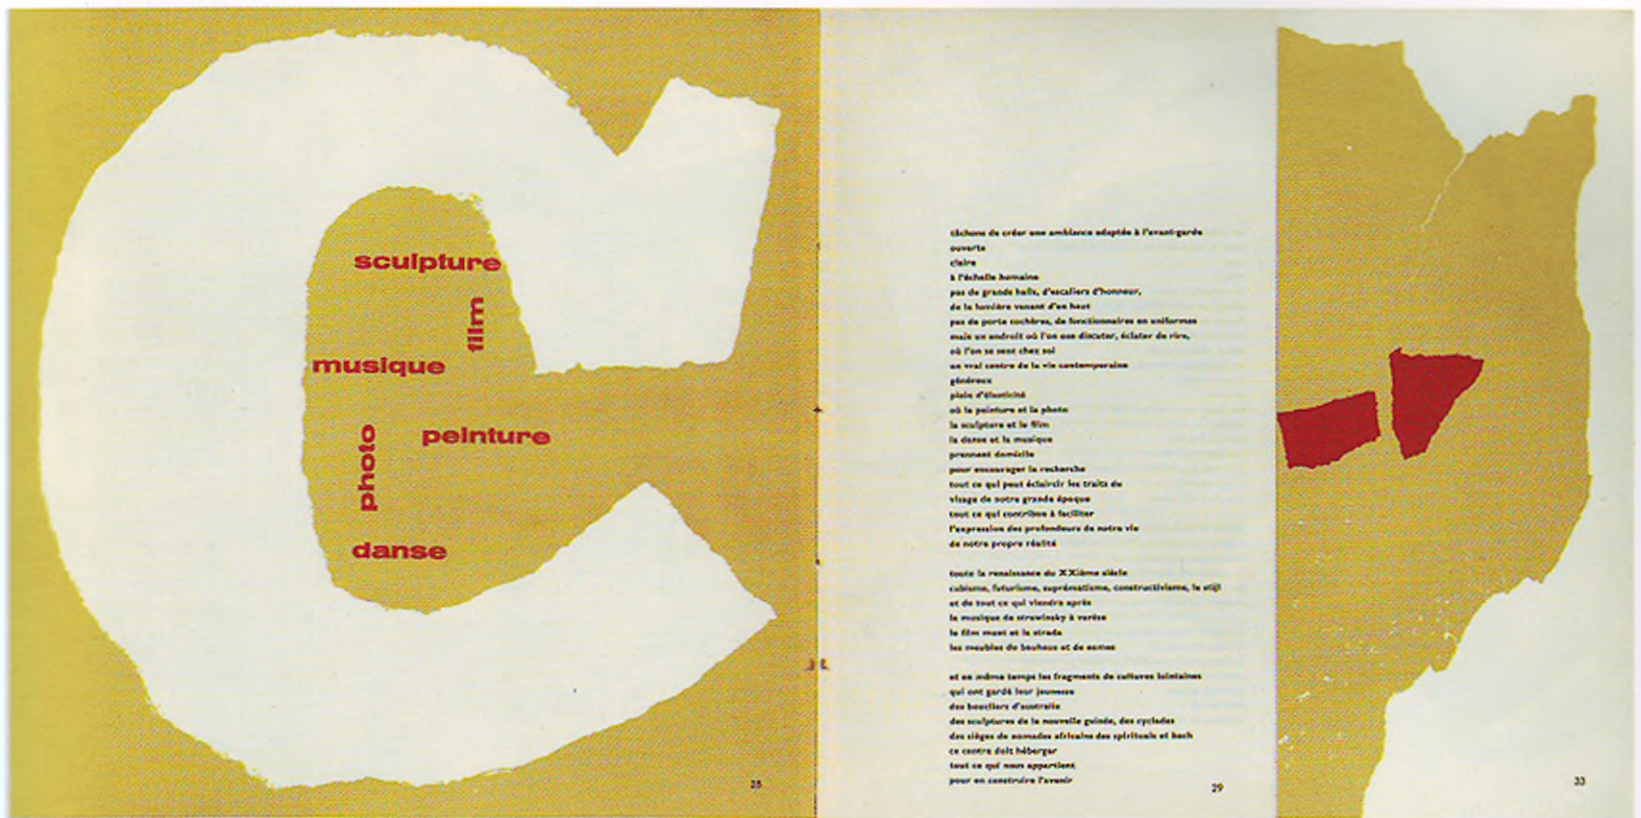 sculpture
film
musique
peinture
photo
danse
tâchons de créer une ambiance adaptée à l'avant-garde
ouverte
claire
à l'échelle humaine
pas de grands halls, d'escaliers d'honneur,
de la lumière venant d'en haut
pas de porte cochères, de fonctionnaires en uniformes
mais un endroit où l'on ose discuter, éclater de rire,
où l'on se sent chez soi
un vrai centre de la vie contemporaine
généreux
plein d'élasticité
où la peinture et la photo
la sculpture et le film
la danse et la musique
prennent domicile
pour encourager la recherche
tout ce qui peut éclaircir les traits du
visage de notre grande époque
tout ce qui contribue à faciliter
l'expression des profondeurs de notre vie
de notre propre réalité
toute la renaissance du XXième siècle
cubisme, futurisme, suprématisme, constructivisme, le stijl
et de tout ce qui viendra après
la musique de strawinsky à varèse
le film muet et la strada
les meubles du bauhaus et de eames
et en même temps les fragments de cultures lointaines
qui ont gardé leur jeunesse
des boucliers d'australie
des sculptures de la nouvelle guinée, des cyclades
des sièges de nomades africains des spirituals et bach
ce centre doit héberger
tout ce qui nous appartient
pour en construire l'avenir
29
33